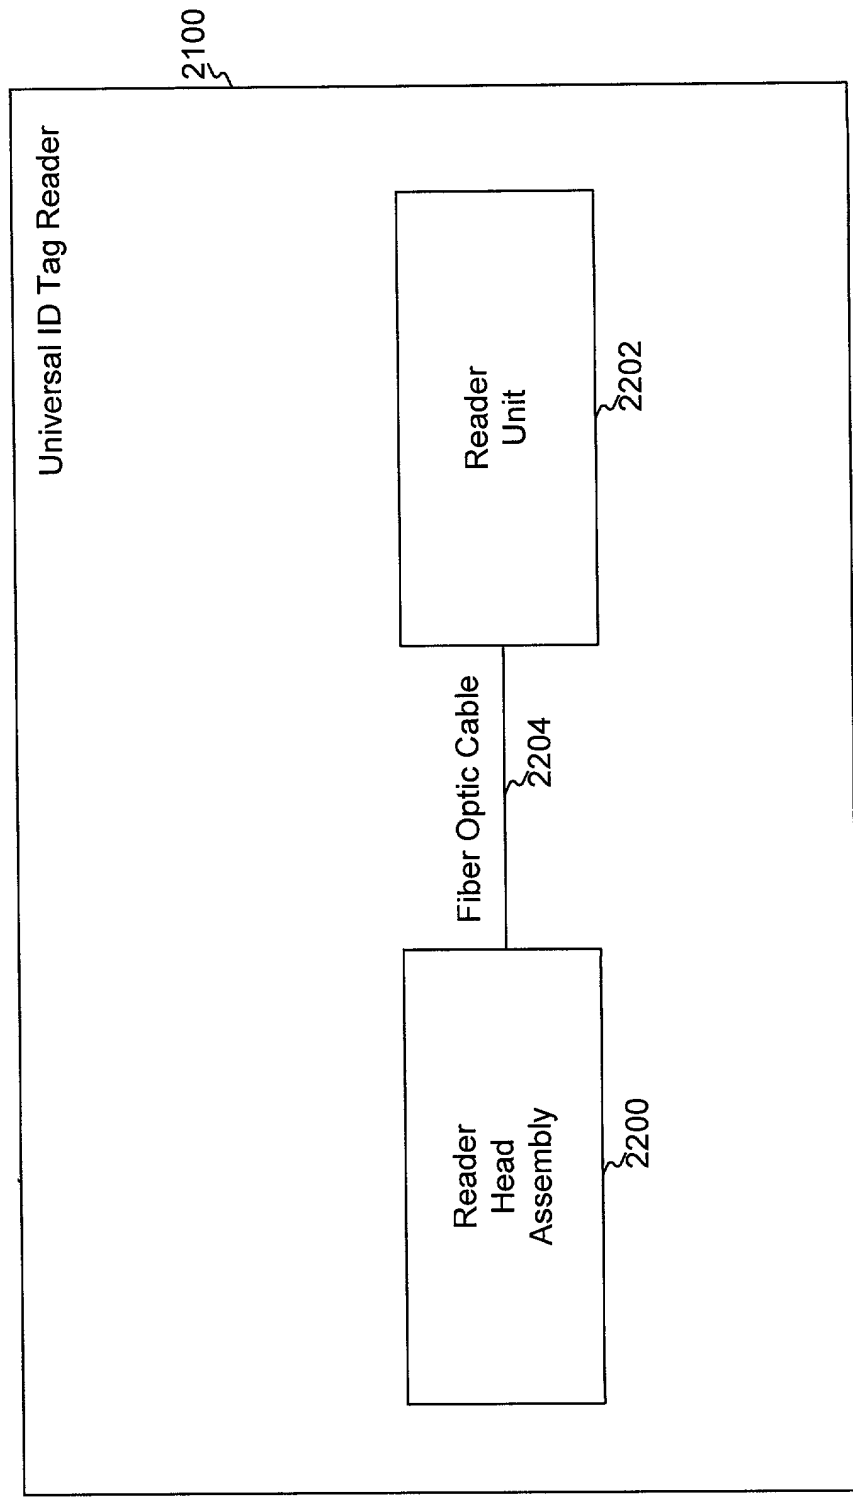 2100
Universal ID Tag Reader
Reader
Head
Assembly
2200
Fiber Optic Cable
2204
Reader
Unit
2202